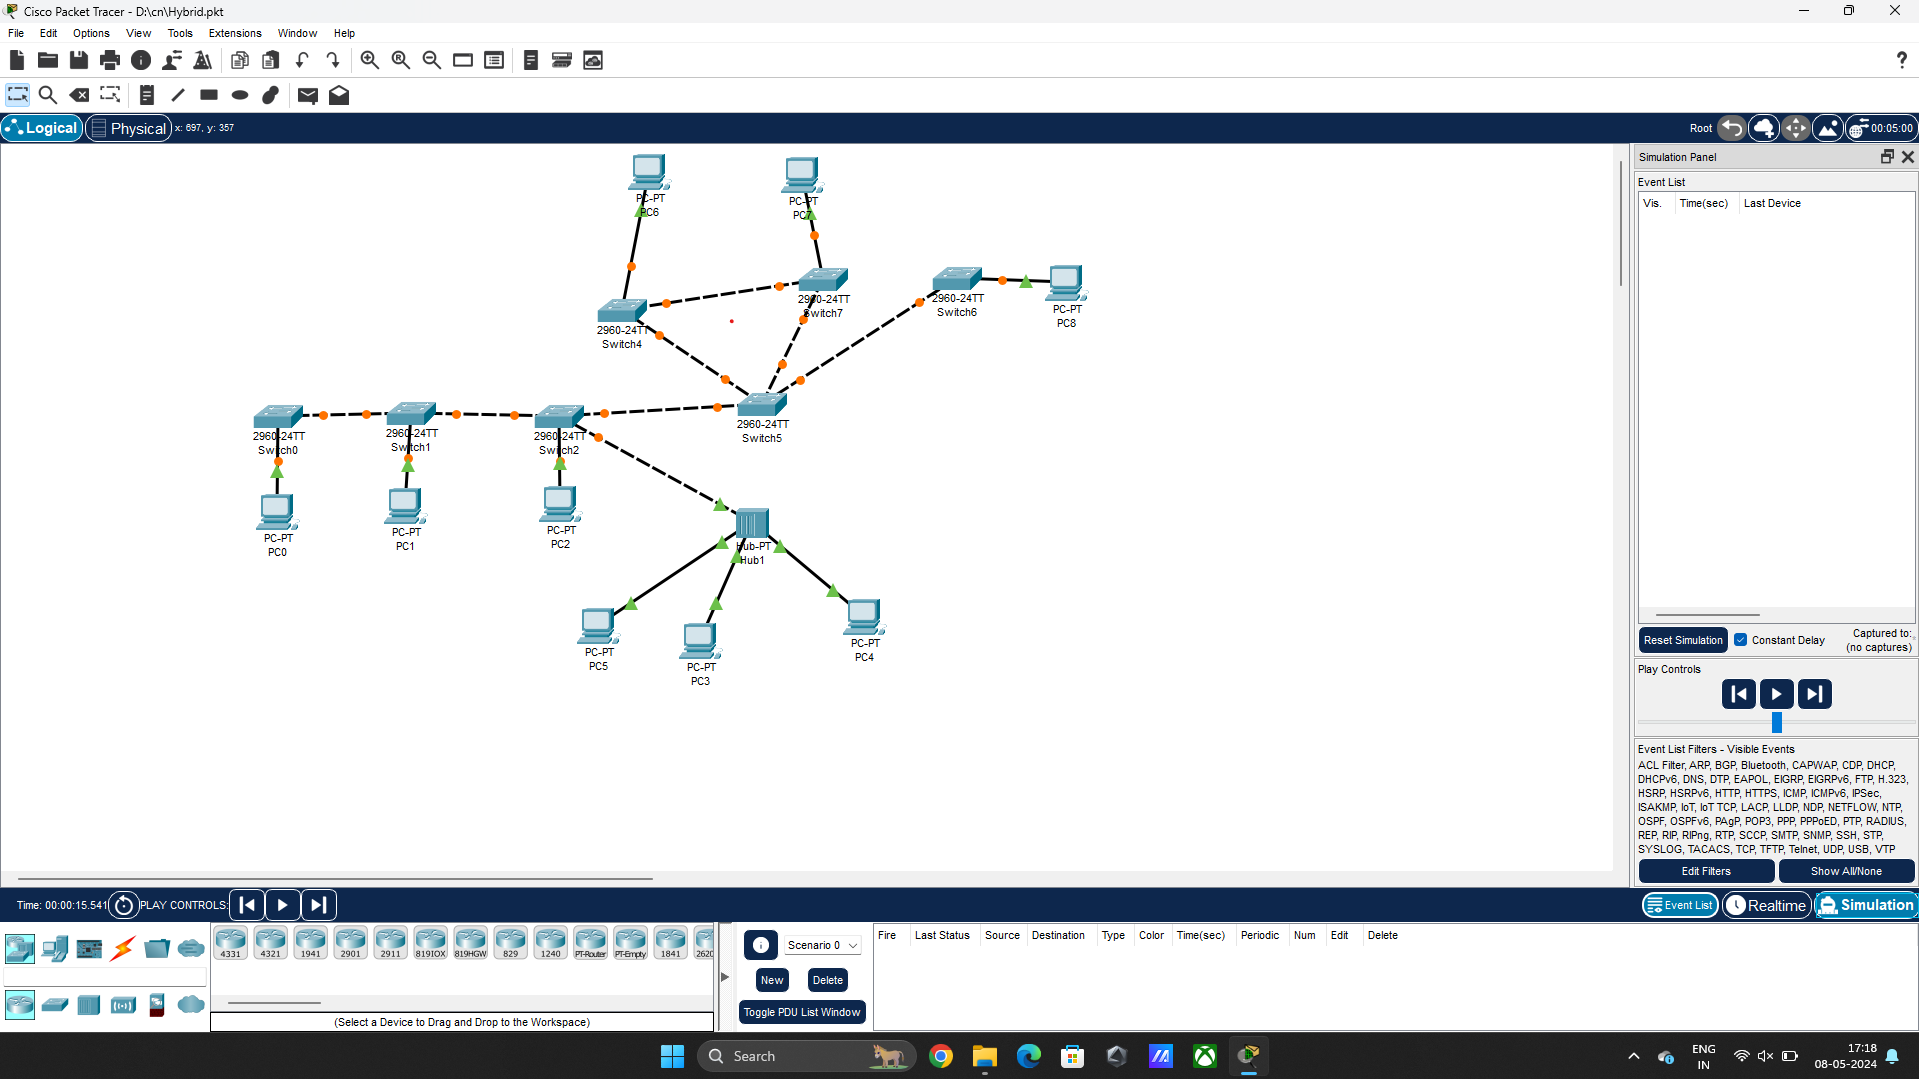 Cisco Packet Tracer - D:\cn\Hybrid.pkt
File Edit Options View Tools Extensions Window Help
?
Logical Physical x: 697, y: 357 Root 00:05:00
Simulation Panel
Event List
Vis. Time(sec) Last Device
PC-PT
PC6
PC-PT
PC7
2960-24TT
Switch7
2960-24TT
Switch6
PC-PT
PC8
2960-24TT
Switch4
2960-24TT
Switch5
2960-24TT
Switch0
2960-24TT
Switch1
2960-24TT
Switch2
PC-PT
PC0
PC-PT
PC1
PC-PT
PC2
Hub-PT
Hub1
PC-PT
PC5
PC-PT
PC3
PC-PT
PC4
Reset Simulation Constant Delay Captured to:
(no captures)
Play Controls
Event List Filters - Visible Events
ACL Filter, ARP, BGP, Bluetooth, CAPWAP, CDP, DHCP,
DHCPv6, DNS, DTP, EAPOL, EIGRP, EIGRPv6, FTP, H.323,
HSRP, HSRPv6, HTTP, HTTPS, ICMP, ICMPv6, IPSec,
ISAKMP, IoT, IoT TCP, LACP, LLDP, NDP, NETFLOW, NTP,
OSPF, OSPFv6, PAgP, POP3, PPP, PPPoED, PTP, RADIUS,
REP, RIP, RIPng, RTP, SCCP, SMTP, SNMP, SSH, STP,
SYSLOG, TACACS, TCP, TFTP, Telnet, UDP, USB, VTP
Edit Filters Show All/None
Time: 00:00:15.541 PLAY CONTROLS: Event List Realtime Simulation
4331 4321 1941 2901 2911 819IOX 819HGW 829 1240 PT-Router PT-Empty 1841 2620
(Select a Device to Drag and Drop to the Workspace)
Scenario 0
New Delete
Toggle PDU List Window
Fire Last Status Source Destination Type Color Time(sec) Periodic Num Edit Delete
Search
ENG
IN
17:18
08-05-2024